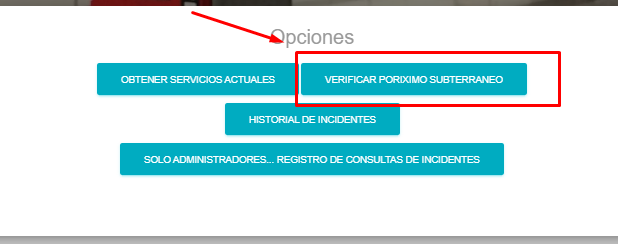 Opciones
OBTENER SERVICIOS ACTUALES VERIFICAR PORIXIMO SUBTERRANEO
HISTORIAL DE INCIDENTES
SOLO ADMINISTRADORES... REGISTRO DE CONSULTAS DE INCIDENTES